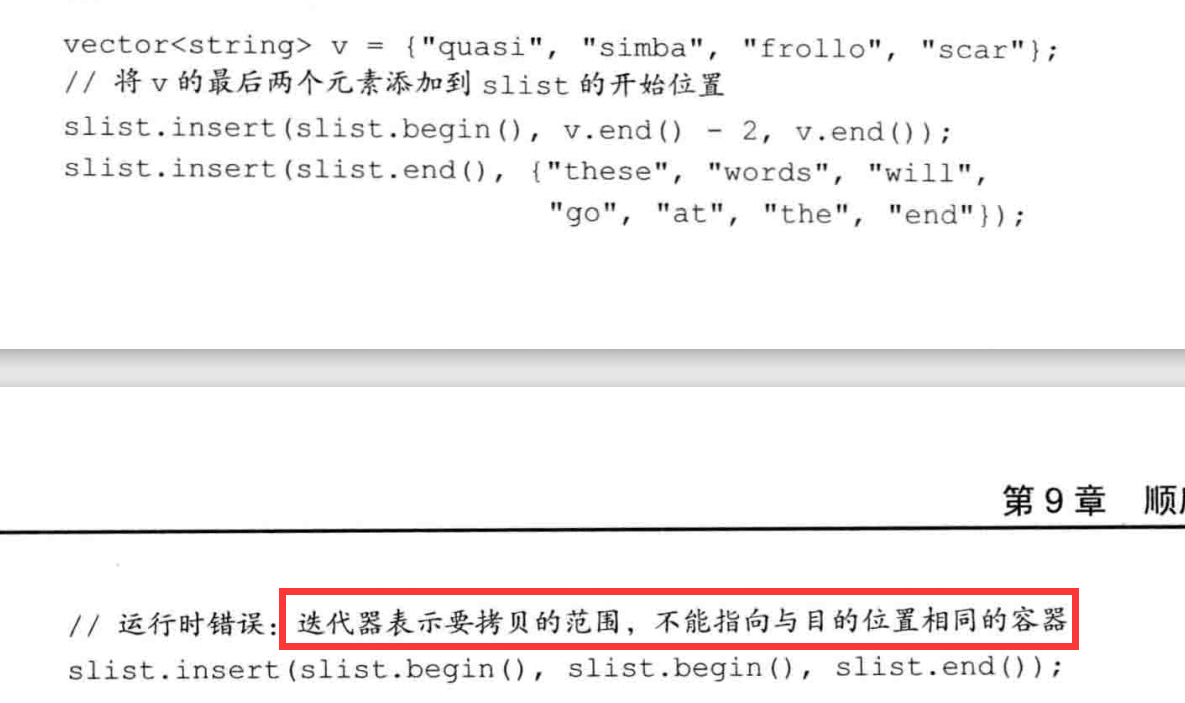 vector<string> v = {"quasi", "simba", "frollo", "scar"};
// 将 v 的最后两个元素添加到 slist 的开始位置
slist.insert(slist.begin(), v.end() - 2, v.end());
slist.insert(slist.end(), {"these", "words", "will",
"go", "at", "the", "end"});
第 9 章 顺
// 运行时错误: 迭代器表示要拷贝的范围，不能指向与目的位置相同的容器
slist.insert(slist.begin(), slist.begin(), slist.end());